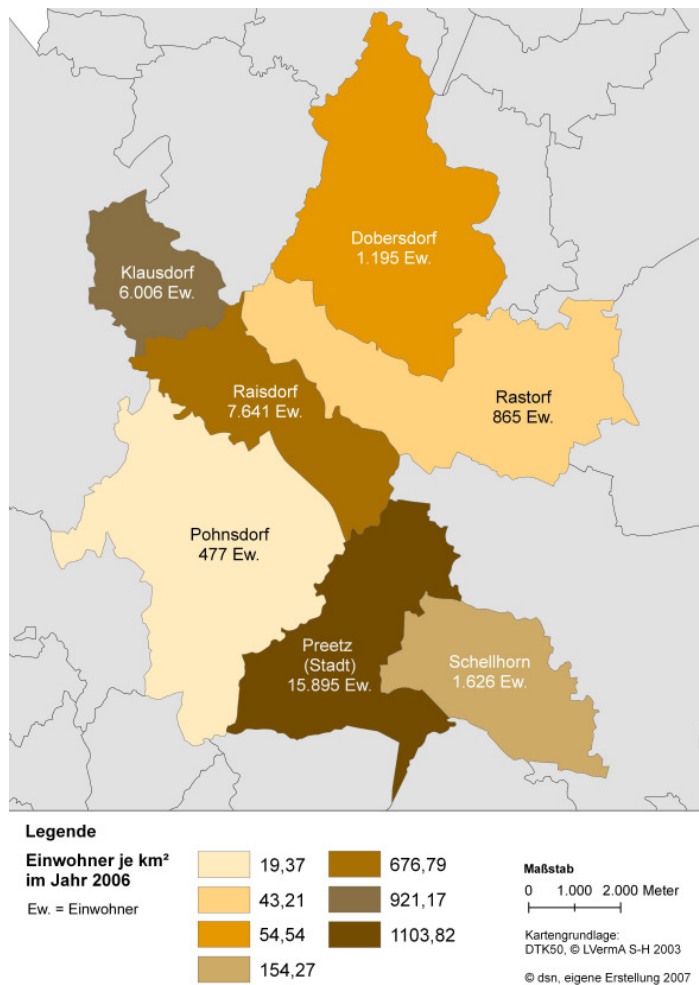 Dobersdorf
1.195 Ew.
Klausdorf
6.006 Ew.
Raisdorf
7.641 Ew.
Rastorf
865 Ew.
Pohnsdorf
477 Ew.
Preetz
(Stadt)
15.895 Ew.
Schellhorn
1.626 Ew.
Legende
Einwohner je km²
im Jahr 2006
Ew. = Einwohner
19,37
43,21
54,54
154,27
676,79
921,17
1103,82
Maßstab
0 1.000 2.000 Meter
Kartengrundlage:
DTK50, © LVermA S-H 2003
© dsn, eigene Erstellung 2007